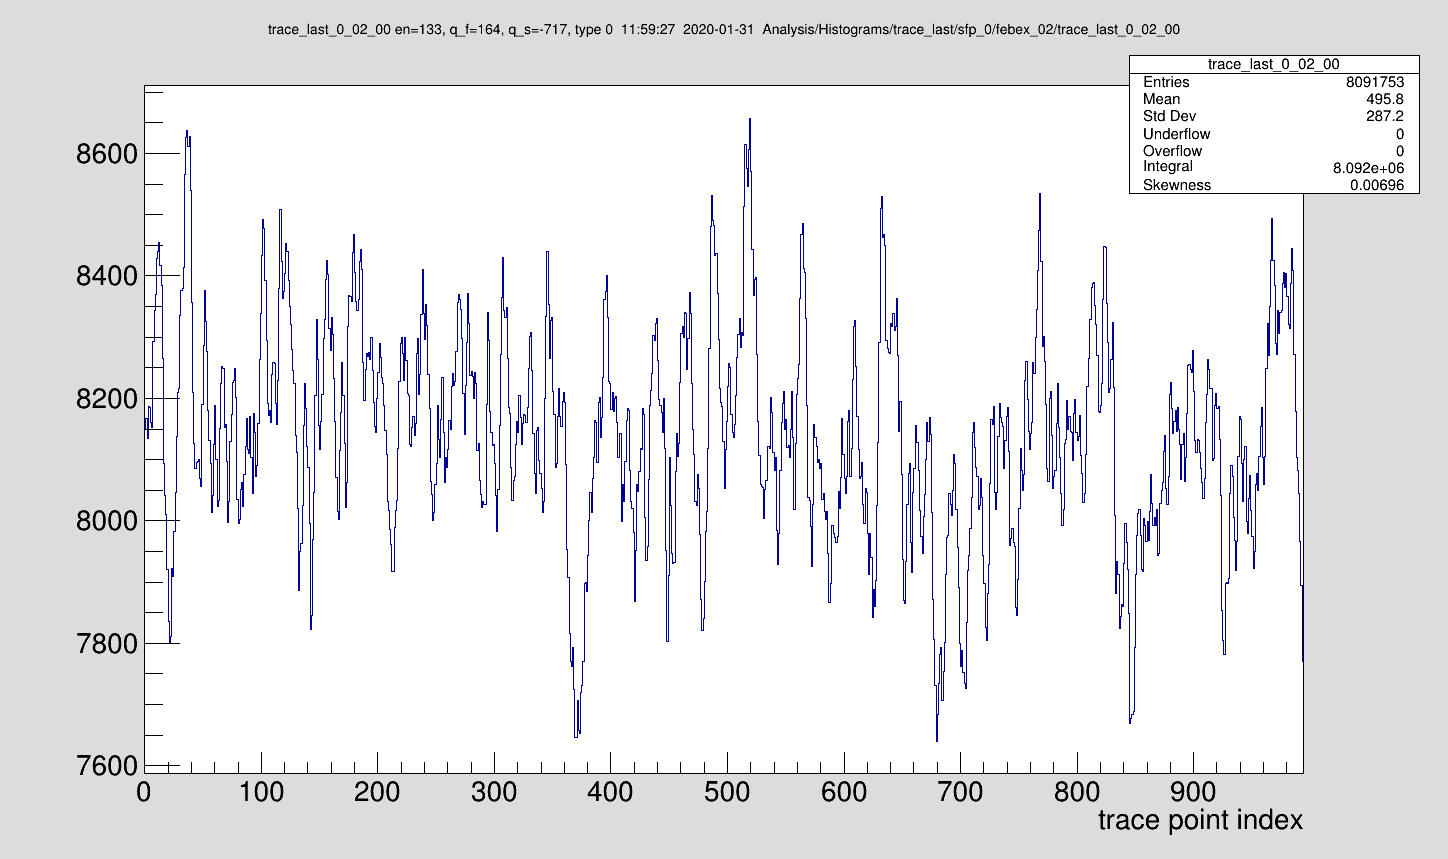 trace_last_0_02_00 en=133, q_f=164, q_s=-717, type 0  11:59:27  2020-01-31  Analysis/Histograms/trace_last/sfp_0/febex_02/trace_last_0_02_00
trace_last_0_02_00
Entries 8091753
Mean 495.8
Std Dev 287.2
Underflow 0
Overflow 0
Integral 8.092e+06
Skewness 0.00696
8600
8400
8200
8000
7800
7600
0 100 200 300 400 500 600 700 800 900
trace point index